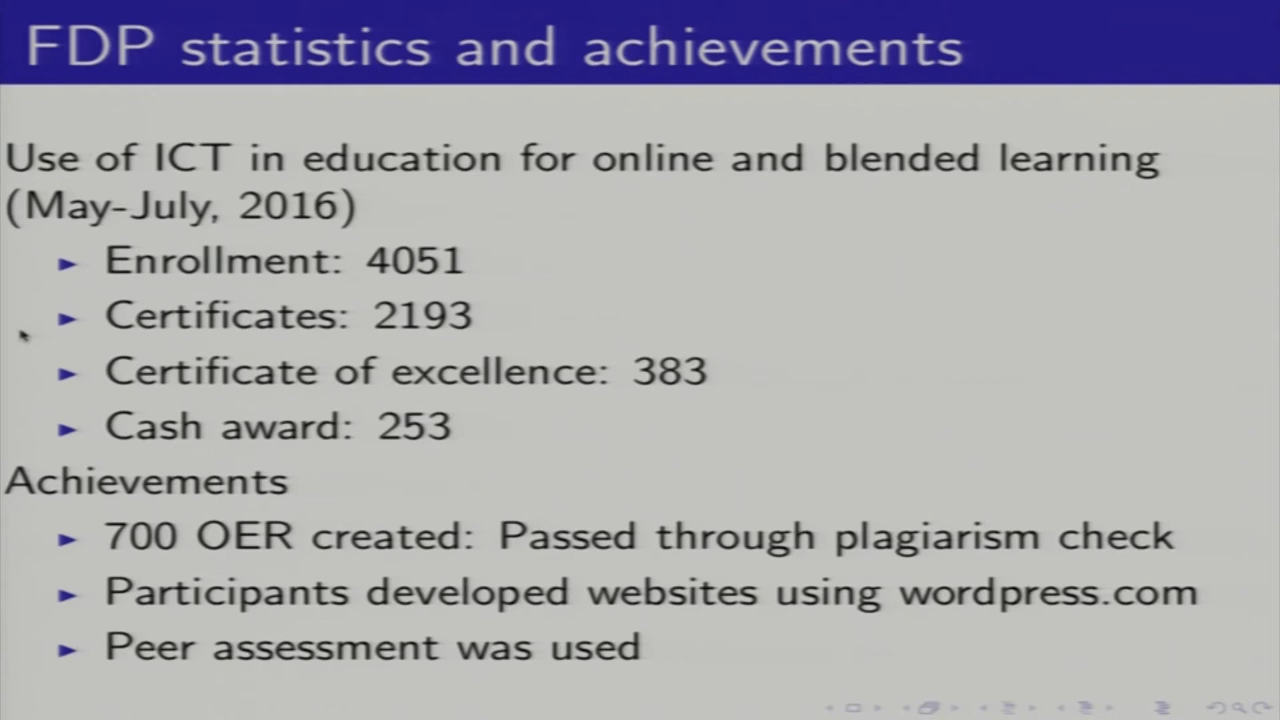 FDP statistics and achievements
Use of ICT in education for online and blended learning
(May-July, 2016)
► Enrollment: 4051
► Certificates: 2193
► Certificate of excellence: 383
► Cash award: 253
Achievements
► 700 OER created: Passed through plagiarism check
► Participants developed websites using wordpress.com
► Peer assessment was used